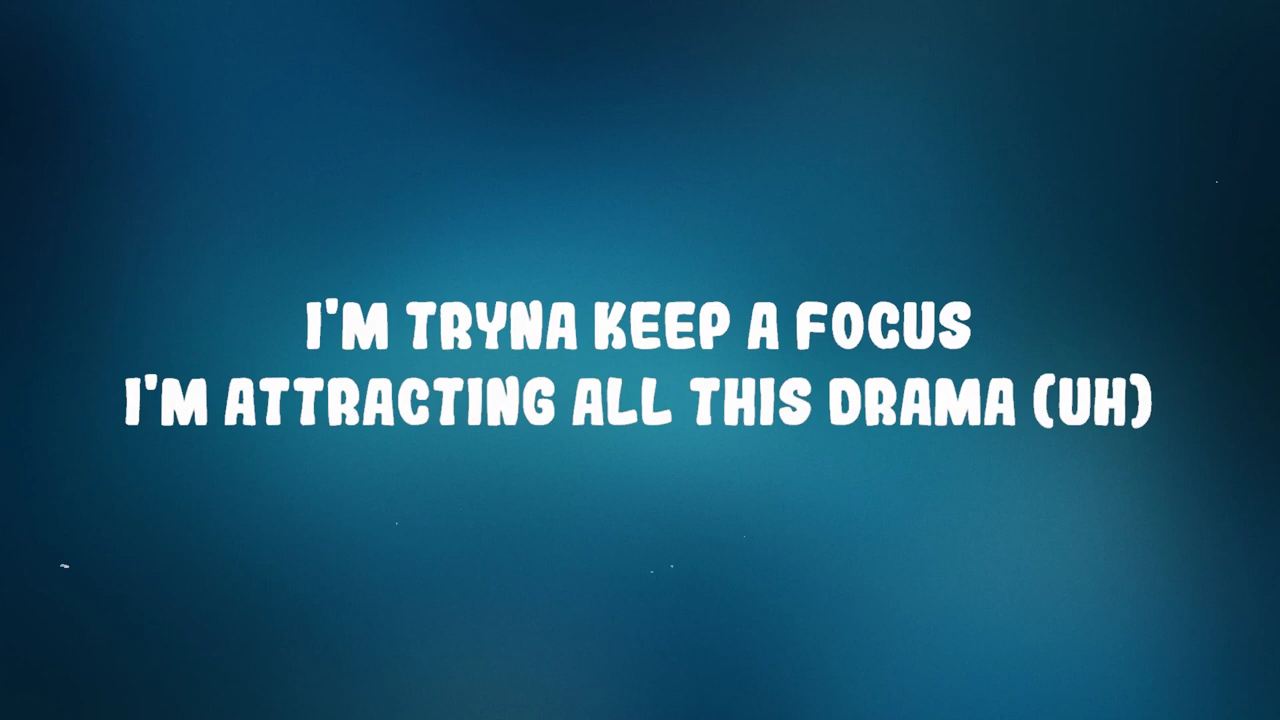 I'M TRYNA KEEP A FOCUS
I'M ATTRACTING ALL THIS DRAMA (UH)